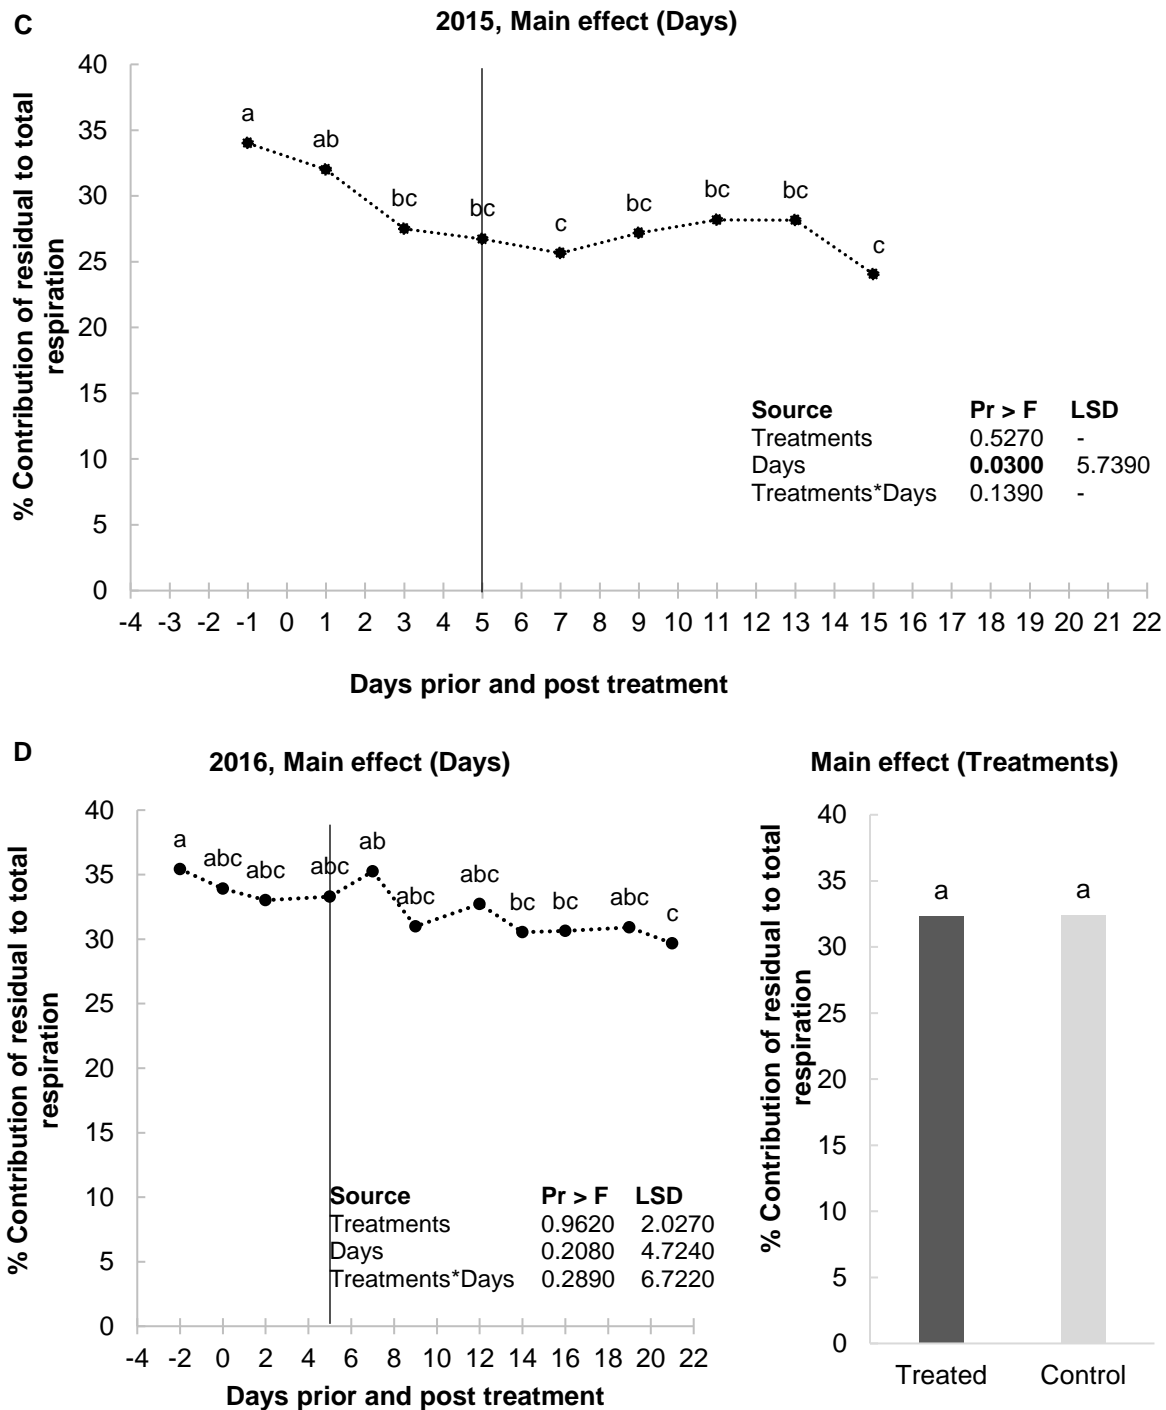 C
2015, Main effect (Days)
% Contribution of residual to total
respiration
40
35
30
25
20
15
10
5
0
a
ab
bc
bc
c
bc
bc
bc
c
Source Pr > F LSD
Treatments 0.5270 -
Days 0.0300 5.7390
Treatments*Days 0.1390 -
-4 -3 -2 -1 0 1 2 3 4 5 6 7 8 9 10 11 12 13 14 15 16 17 18 19 20 21 22
Days prior and post treatment
D
2016, Main effect (Days)
% Contribution of residual to total
respiration
40
35
30
25
20
15
10
5
0
a
abc
abc
abc
ab
abc
abc
bc
bc
abc
c
Source Pr > F LSD
Treatments 0.9620 2.0270
Days 0.2080 4.7240
Treatments*Days 0.2890 6.7220
-4 -2 0 2 4 6 8 10 12 14 16 18 20 22
Days prior and post treatment
Main effect (Treatments)
% Contribution of residual to total
respiration
40
35
30
25
20
15
10
5
0
a
a
Treated Control